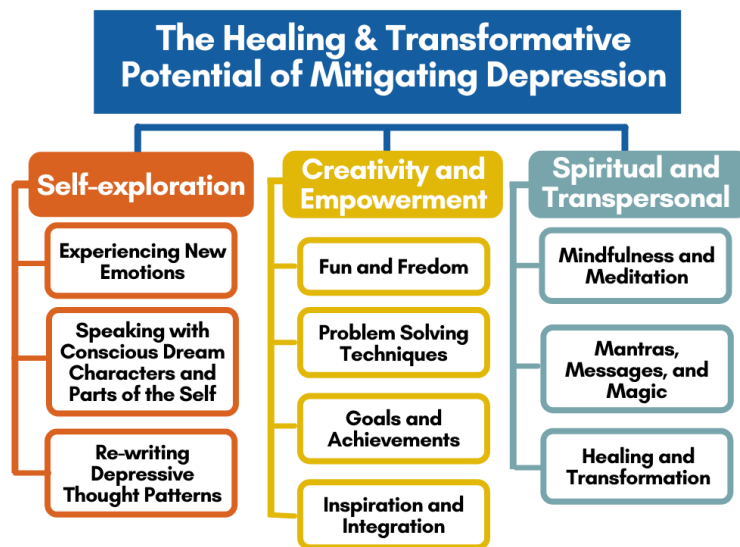 The Healing & Transformative
Potential of Mitigating Depression
Self-exploration
Experiencing New
Emotions
Speaking with
Conscious Dream
Characters and
Parts of the Self
Re-writing
Depressive
Thought Patterns
Creativity and
Empowerment
Fun and Fredom
Problem Solving
Techniques
Goals and
Achievements
Inspiration and
Integration
Spiritual and
Transpersonal
Mindfulness and
Meditation
Mantras,
Messages, and
Magic
Healing and
Transformation